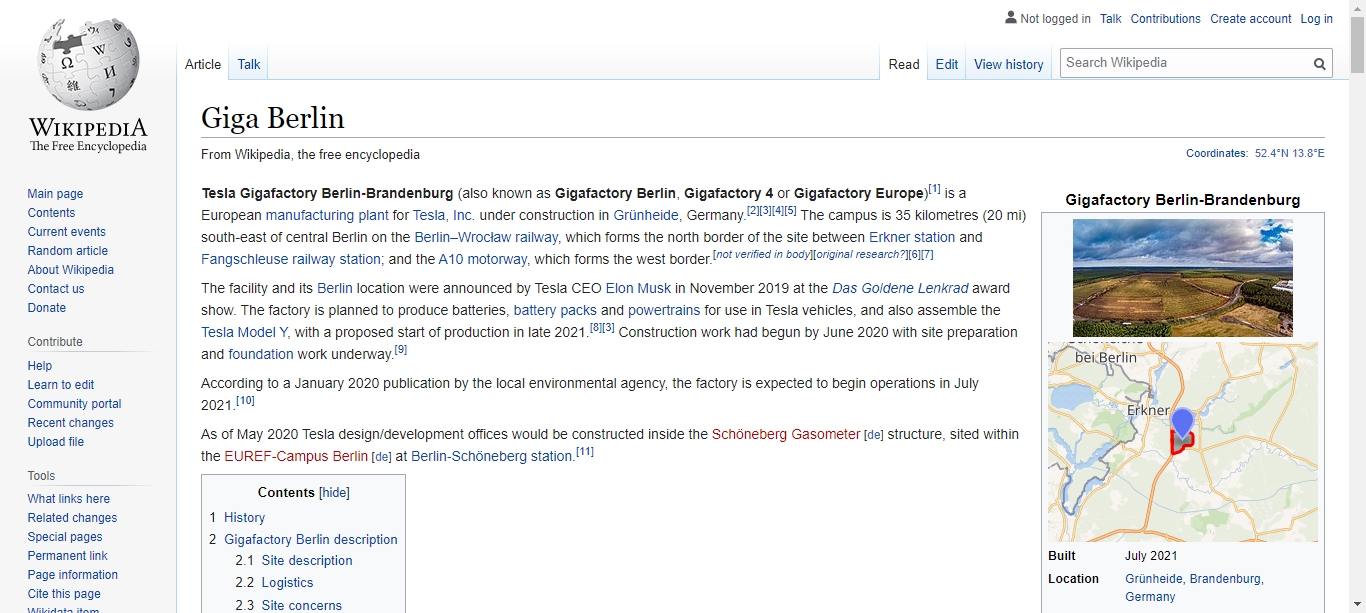 Not logged in Talk Contributions Create account Log in
Article Talk Read Edit View history Search Wikipedia
WIKIPEDIA
The Free Encyclopedia
Main page
Contents
Current events
Random article
About Wikipedia
Contact us
Donate
Contribute
Help
Learn to edit
Community portal
Recent changes
Upload file
Tools
What links here
Related changes
Special pages
Permanent link
Page information
Cite this page
Wikidata item
Giga Berlin
From Wikipedia, the free encyclopedia
Coordinates: 52.4°N 13.8°E
Tesla Gigafactory Berlin-Brandenburg (also known as Gigafactory Berlin, Gigafactory 4 or Gigafactory Europe)[1] is a
European manufacturing plant for Tesla, Inc. under construction in Grünheide, Germany.[2][3][4][5] The campus is 35 kilometres (20 mi)
south-east of central Berlin on the Berlin–Wrocław railway, which forms the north border of the site between Erkner station and
Fangschleuse railway station; and the A10 motorway, which forms the west border.[not verified in body][original research?][6][7]
The facility and its Berlin location were announced by Tesla CEO Elon Musk in November 2019 at the Das Goldene Lenkrad award
show. The factory is planned to produce batteries, battery packs and powertrains for use in Tesla vehicles, and also assemble the
Tesla Model Y, with a proposed start of production in late 2021.[8][3] Construction work had begun by June 2020 with site preparation
and foundation work underway.[9]
According to a January 2020 publication by the local environmental agency, the factory is expected to begin operations in July
2021.[10]
As of May 2020 Tesla design/development offices would be constructed inside the Schöneberg Gasometer [de] structure, sited within
the EUREF-Campus Berlin [de] at Berlin-Schöneberg station.[11]
Contents [hide]
1 History
2 Gigafactory Berlin description
2.1 Site description
2.2 Logistics
2.3 Site concerns
Gigafactory Berlin-Brandenburg
bei Berlin
Erkner
Built July 2021
Location Grünheide, Brandenburg,
Germany